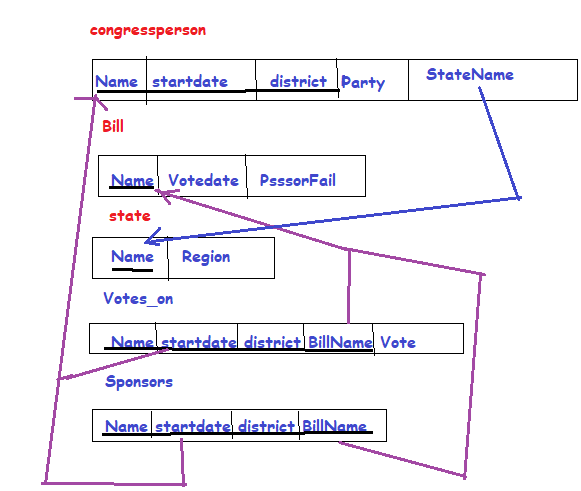 congressperson
Name startdate district Party StateName
Bill
Name Votedate PsssorFail
state
Name Region
Votes_on
Name startdate district BillName Vote
Sponsors
Name startdate district BillName